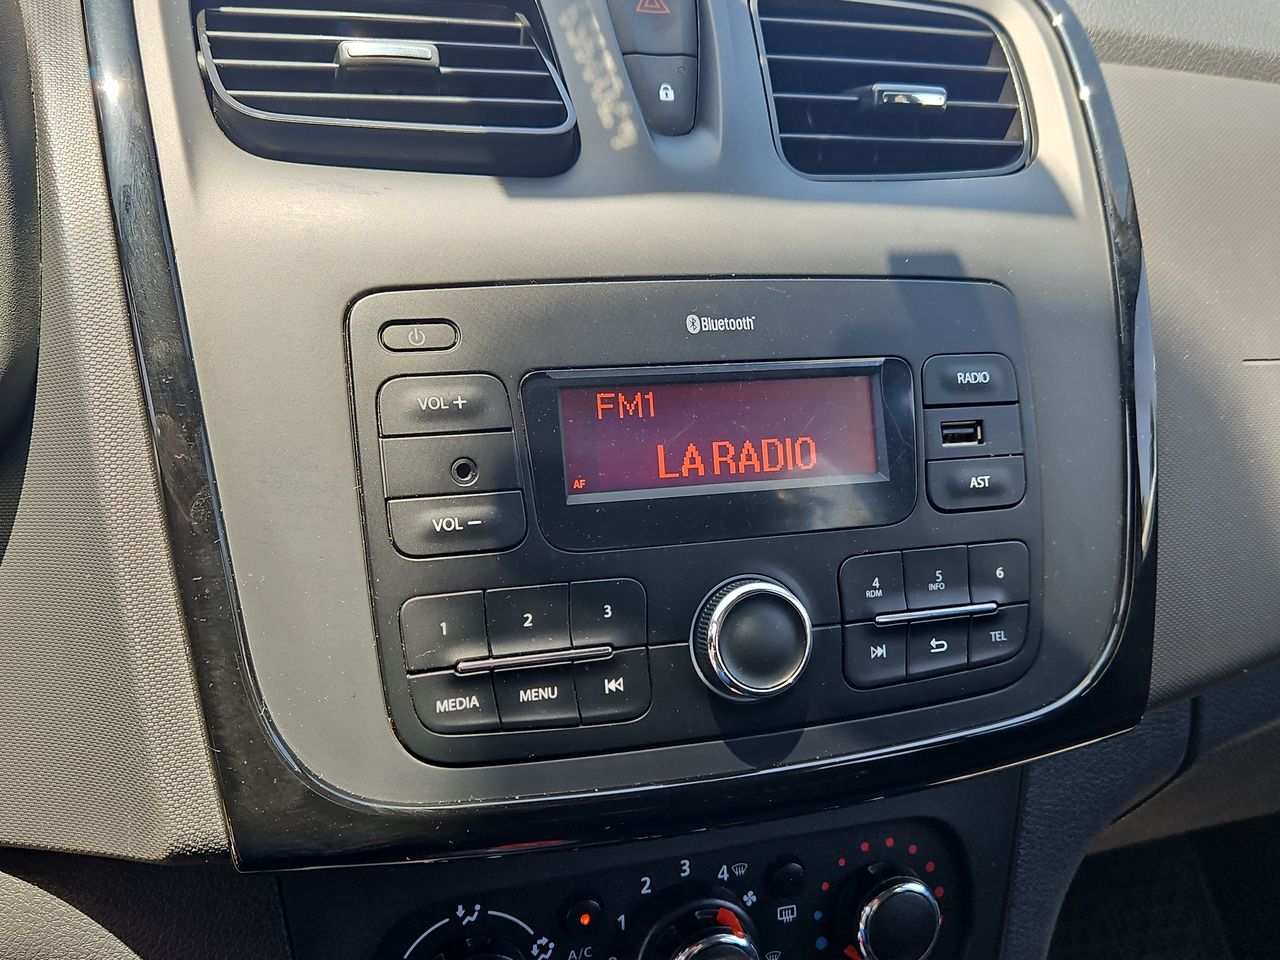 Bluetooth
VOL +
RADIO
FM1
LA RADIO
AF
AST
VOL −
1
2
3
MEDIA
MENU
4
RDM
5
INFO
6
TEL
1
2
3
4
A/C
0